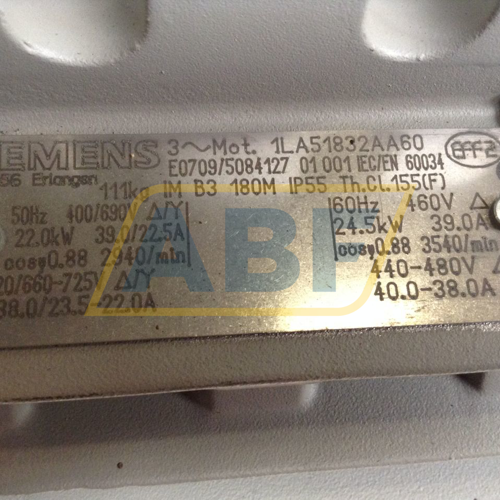 SIEMENS 3~Mot. 1LA51832AA60
E0709/5084127 01 001 IEC/EN 60034
EFF2
56 Erlangen
111kg IM B3 180M IP55 Th.Cl.155(F)
50Hz 400/690V Δ/Y
22.0kW 39.0/22.5A
cosφ0.88 2940/min
20/660-725V Δ/Y
38.0/23.5-22.0A
60Hz 460V Δ
24.5kW 39.0A
cosφ0.88 3540/min
440-480V Δ
40.0-38.0A
ABF